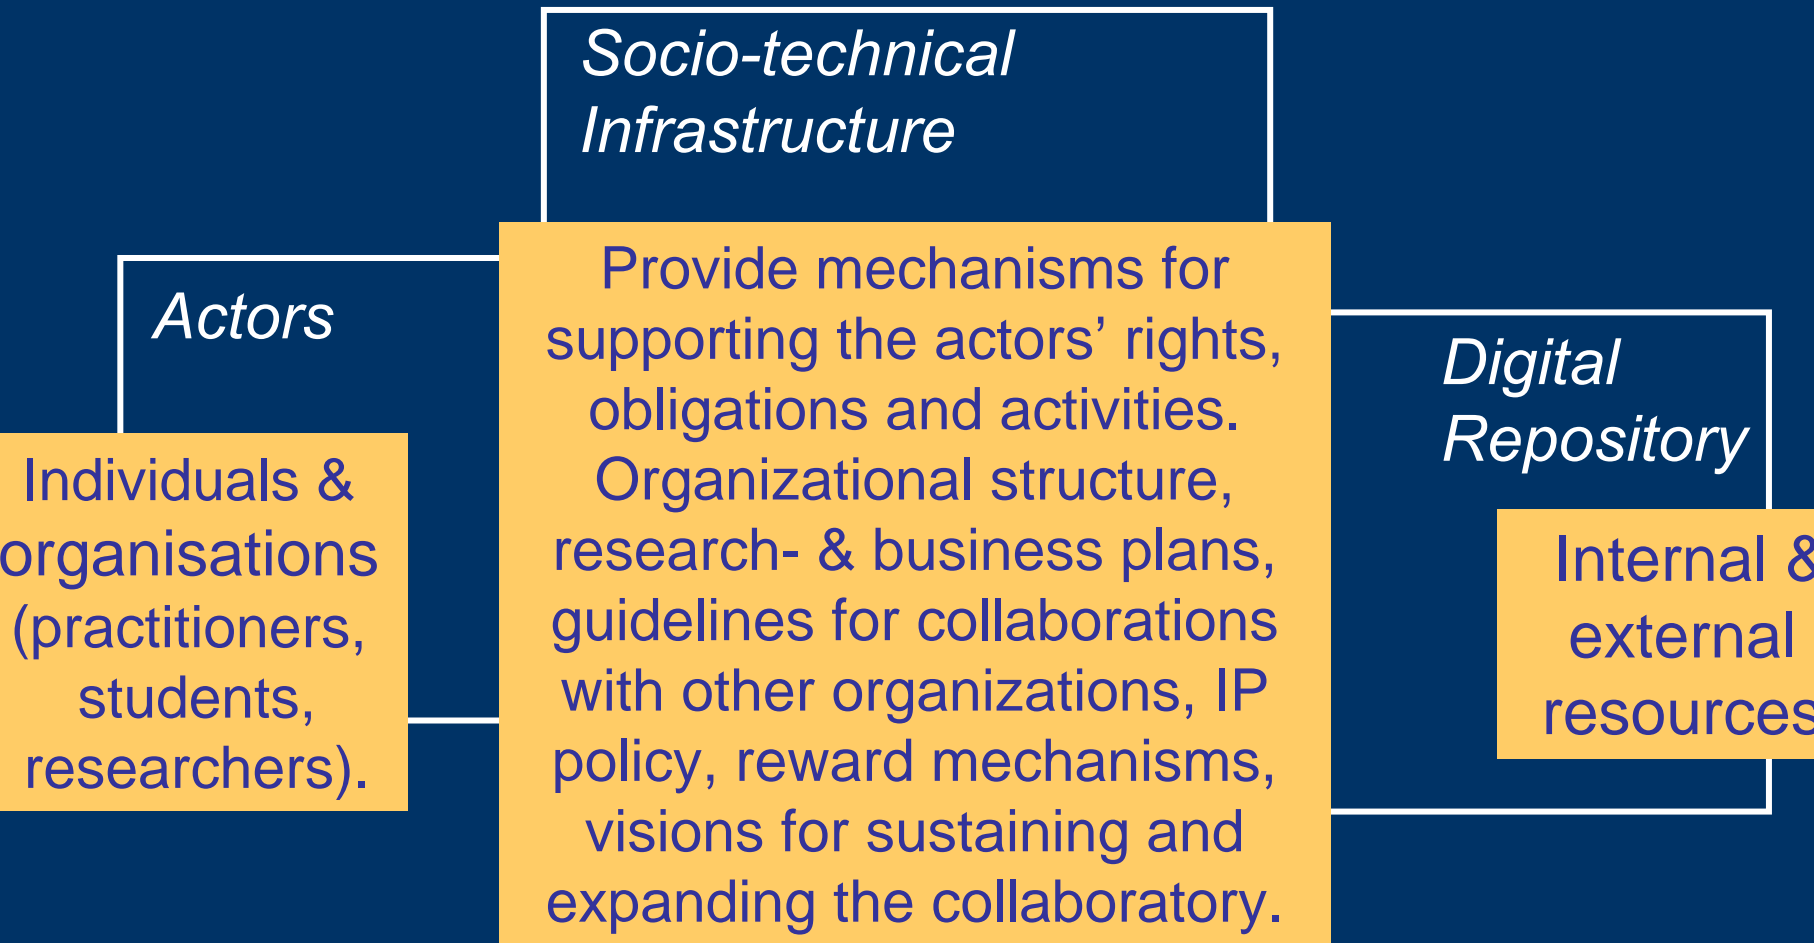 Socio-technical
Infrastructure
Actors
Individuals &
organisations
(practitioners,
students,
researchers).
Provide mechanisms for
supporting the actors’ rights,
obligations and activities.
Organizational structure,
research- & business plans,
guidelines for collaborations
with other organizations, IP
policy, reward mechanisms,
visions for sustaining and
expanding the collaboratory.
Digital
Repository
Internal &
external
resources